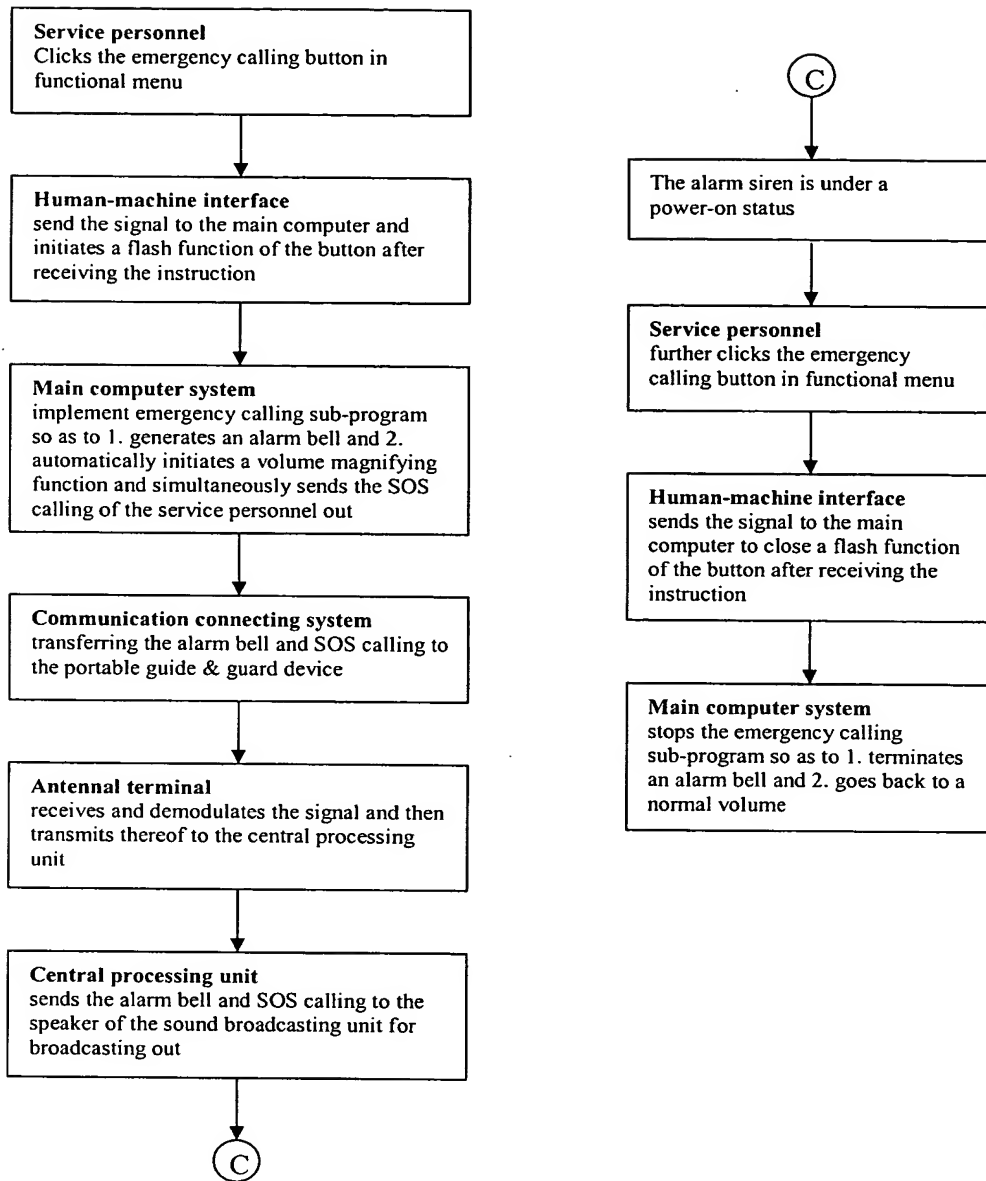 Service personnel
Clicks the emergency calling button in
functional menu
Human-machine interface
send the signal to the main computer and
initiates a flash function of the button after
receiving the instruction
Main computer system
implement emergency calling sub-program
so as to 1. generates an alarm bell and 2.
automatically initiates a volume magnifying
function and simultaneously sends the SOS
calling of the service personnel out
Communication connecting system
transferring the alarm bell and SOS calling to
the portable guide & guard device
Antennal terminal
receives and demodulates the signal and then
transmits thereof to the central processing
unit
Central processing unit
sends the alarm bell and SOS calling to the
speaker of the sound broadcasting unit for
broadcasting out
C
C
The alarm siren is under a
power-on status
Service personnel
further clicks the emergency
calling button in functional menu
Human-machine interface
sends the signal to the main
computer to close a flash function
of the button after receiving the
instruction
Main computer system
stops the emergency calling
sub-program so as to 1. terminates
an alarm bell and 2. goes back to a
normal volume